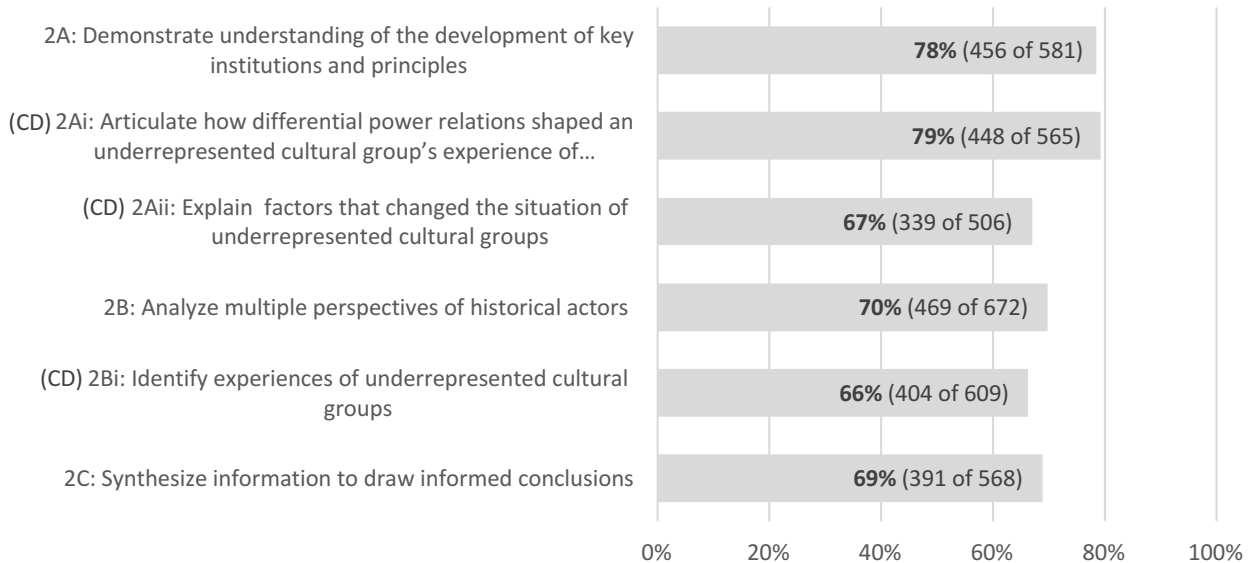 2A: Demonstrate understanding of the development of key
institutions and principles
78% (456 of 581)
(CD) 2Ai: Articulate how differential power relations shaped an
underrepresented cultural group’s experience of…
79% (448 of 565)
(CD) 2Aii: Explain  factors that changed the situation of
underrepresented cultural groups
67% (339 of 506)
2B: Analyze multiple perspectives of historical actors
70% (469 of 672)
(CD) 2Bi: Identify experiences of underrepresented cultural
groups
66% (404 of 609)
2C: Synthesize information to draw informed conclusions
69% (391 of 568)
0% 20% 40% 60% 80% 100%